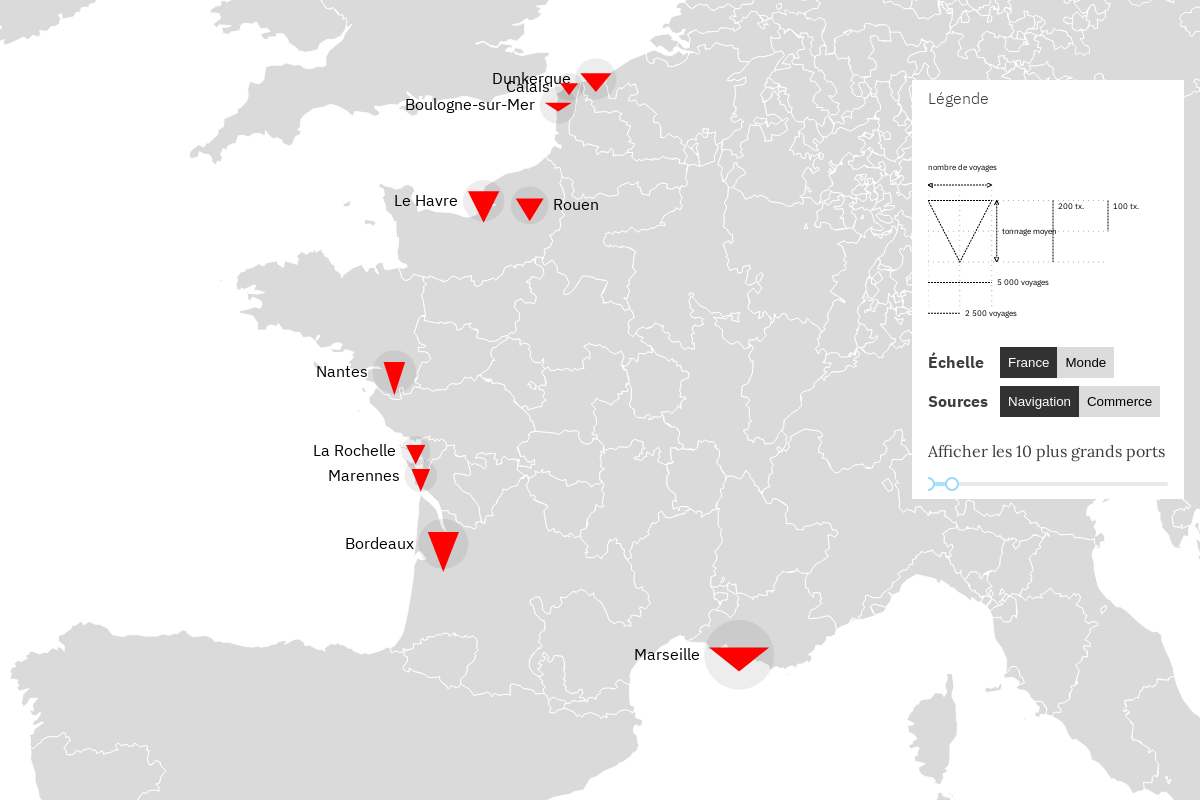 Dunkerque
Calais
Boulogne-sur-Mer
Le Havre
Rouen
Nantes
La Rochelle
Marennes
Bordeaux
Marseille
Légende
nombre de voyages
200 tx.
100 tx.
tonnage moyen
5 000 voyages
2 500 voyages
Échelle France Monde
Sources Navigation Commerce
Afficher les 10 plus grands ports